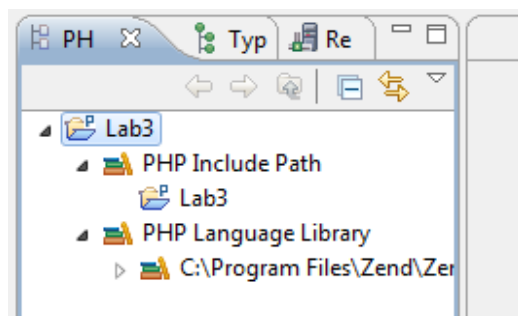 PH Typ Re
Lab3
PHP Include Path
Lab3
PHP Language Library
C:\Program Files\Zend\Zer